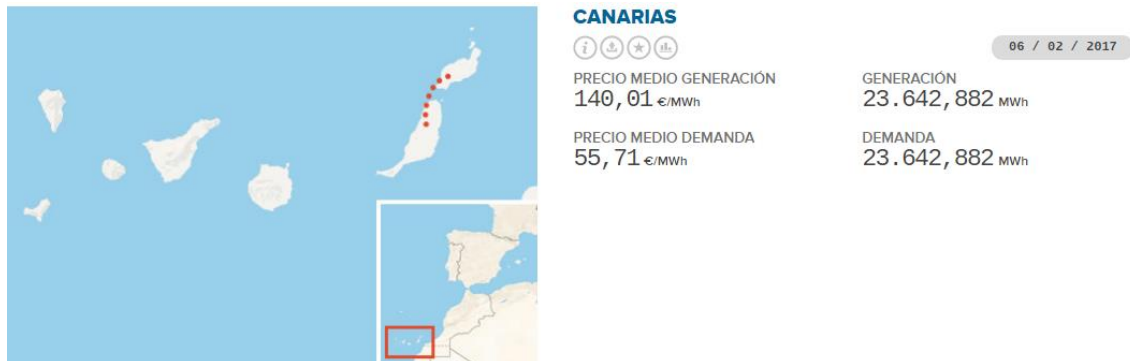 CANARIAS
06 / 02 / 2017
PRECIO MEDIO GENERACIÓN
140,01 €/MWh
GENERACIÓN
23.642,882 MWh
PRECIO MEDIO DEMANDA
55,71 €/MWh
DEMANDA
23.642,882 MWh